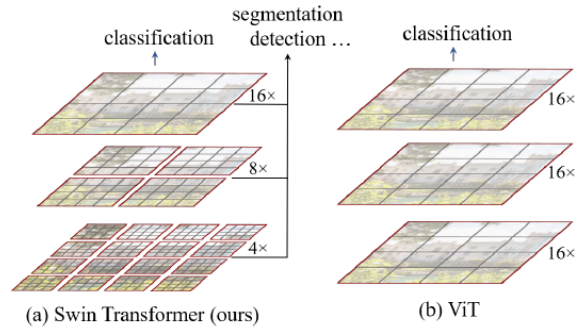 segmentation
classification
detection ...
16×
8×
4×
(a) Swin Transformer (ours)
classification
16×
16×
16×
(b) ViT